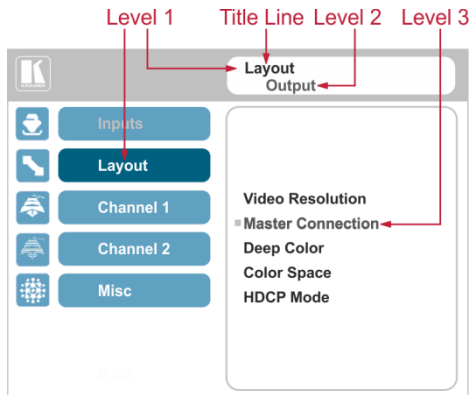 Level 1 Title Line Level 2 Level 3
KRAMER
Layout
Output
Inputs
Layout
Channel 1
Channel 2
Misc
Video Resolution
Master Connection
Deep Color
Color Space
HDCP Mode